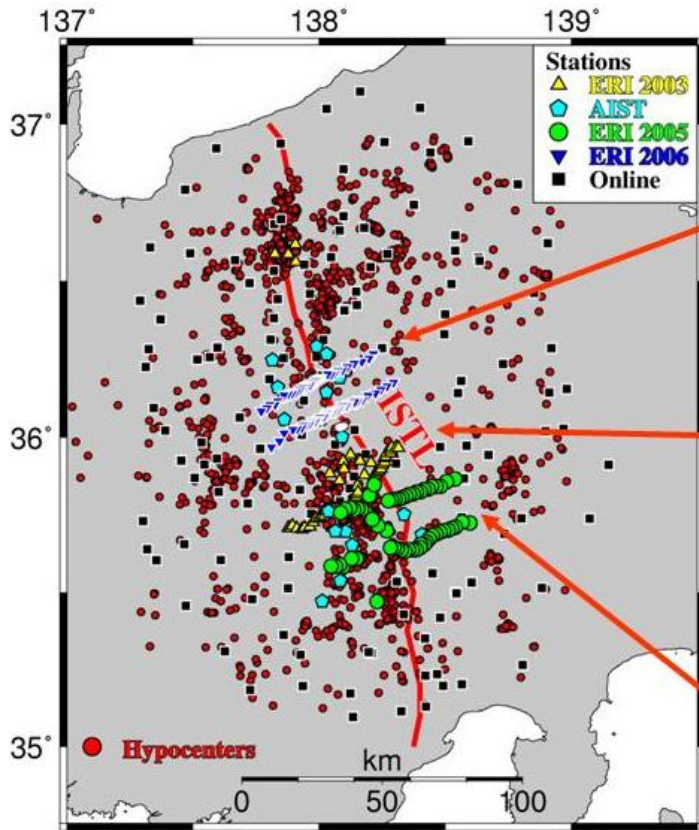 137° 138° 139°
Stations
ERI 2003
AIST
ERI 2005
ERI 2006
Online
37°
36°
ISTL
35°
Hypocenters
km
0 50 100